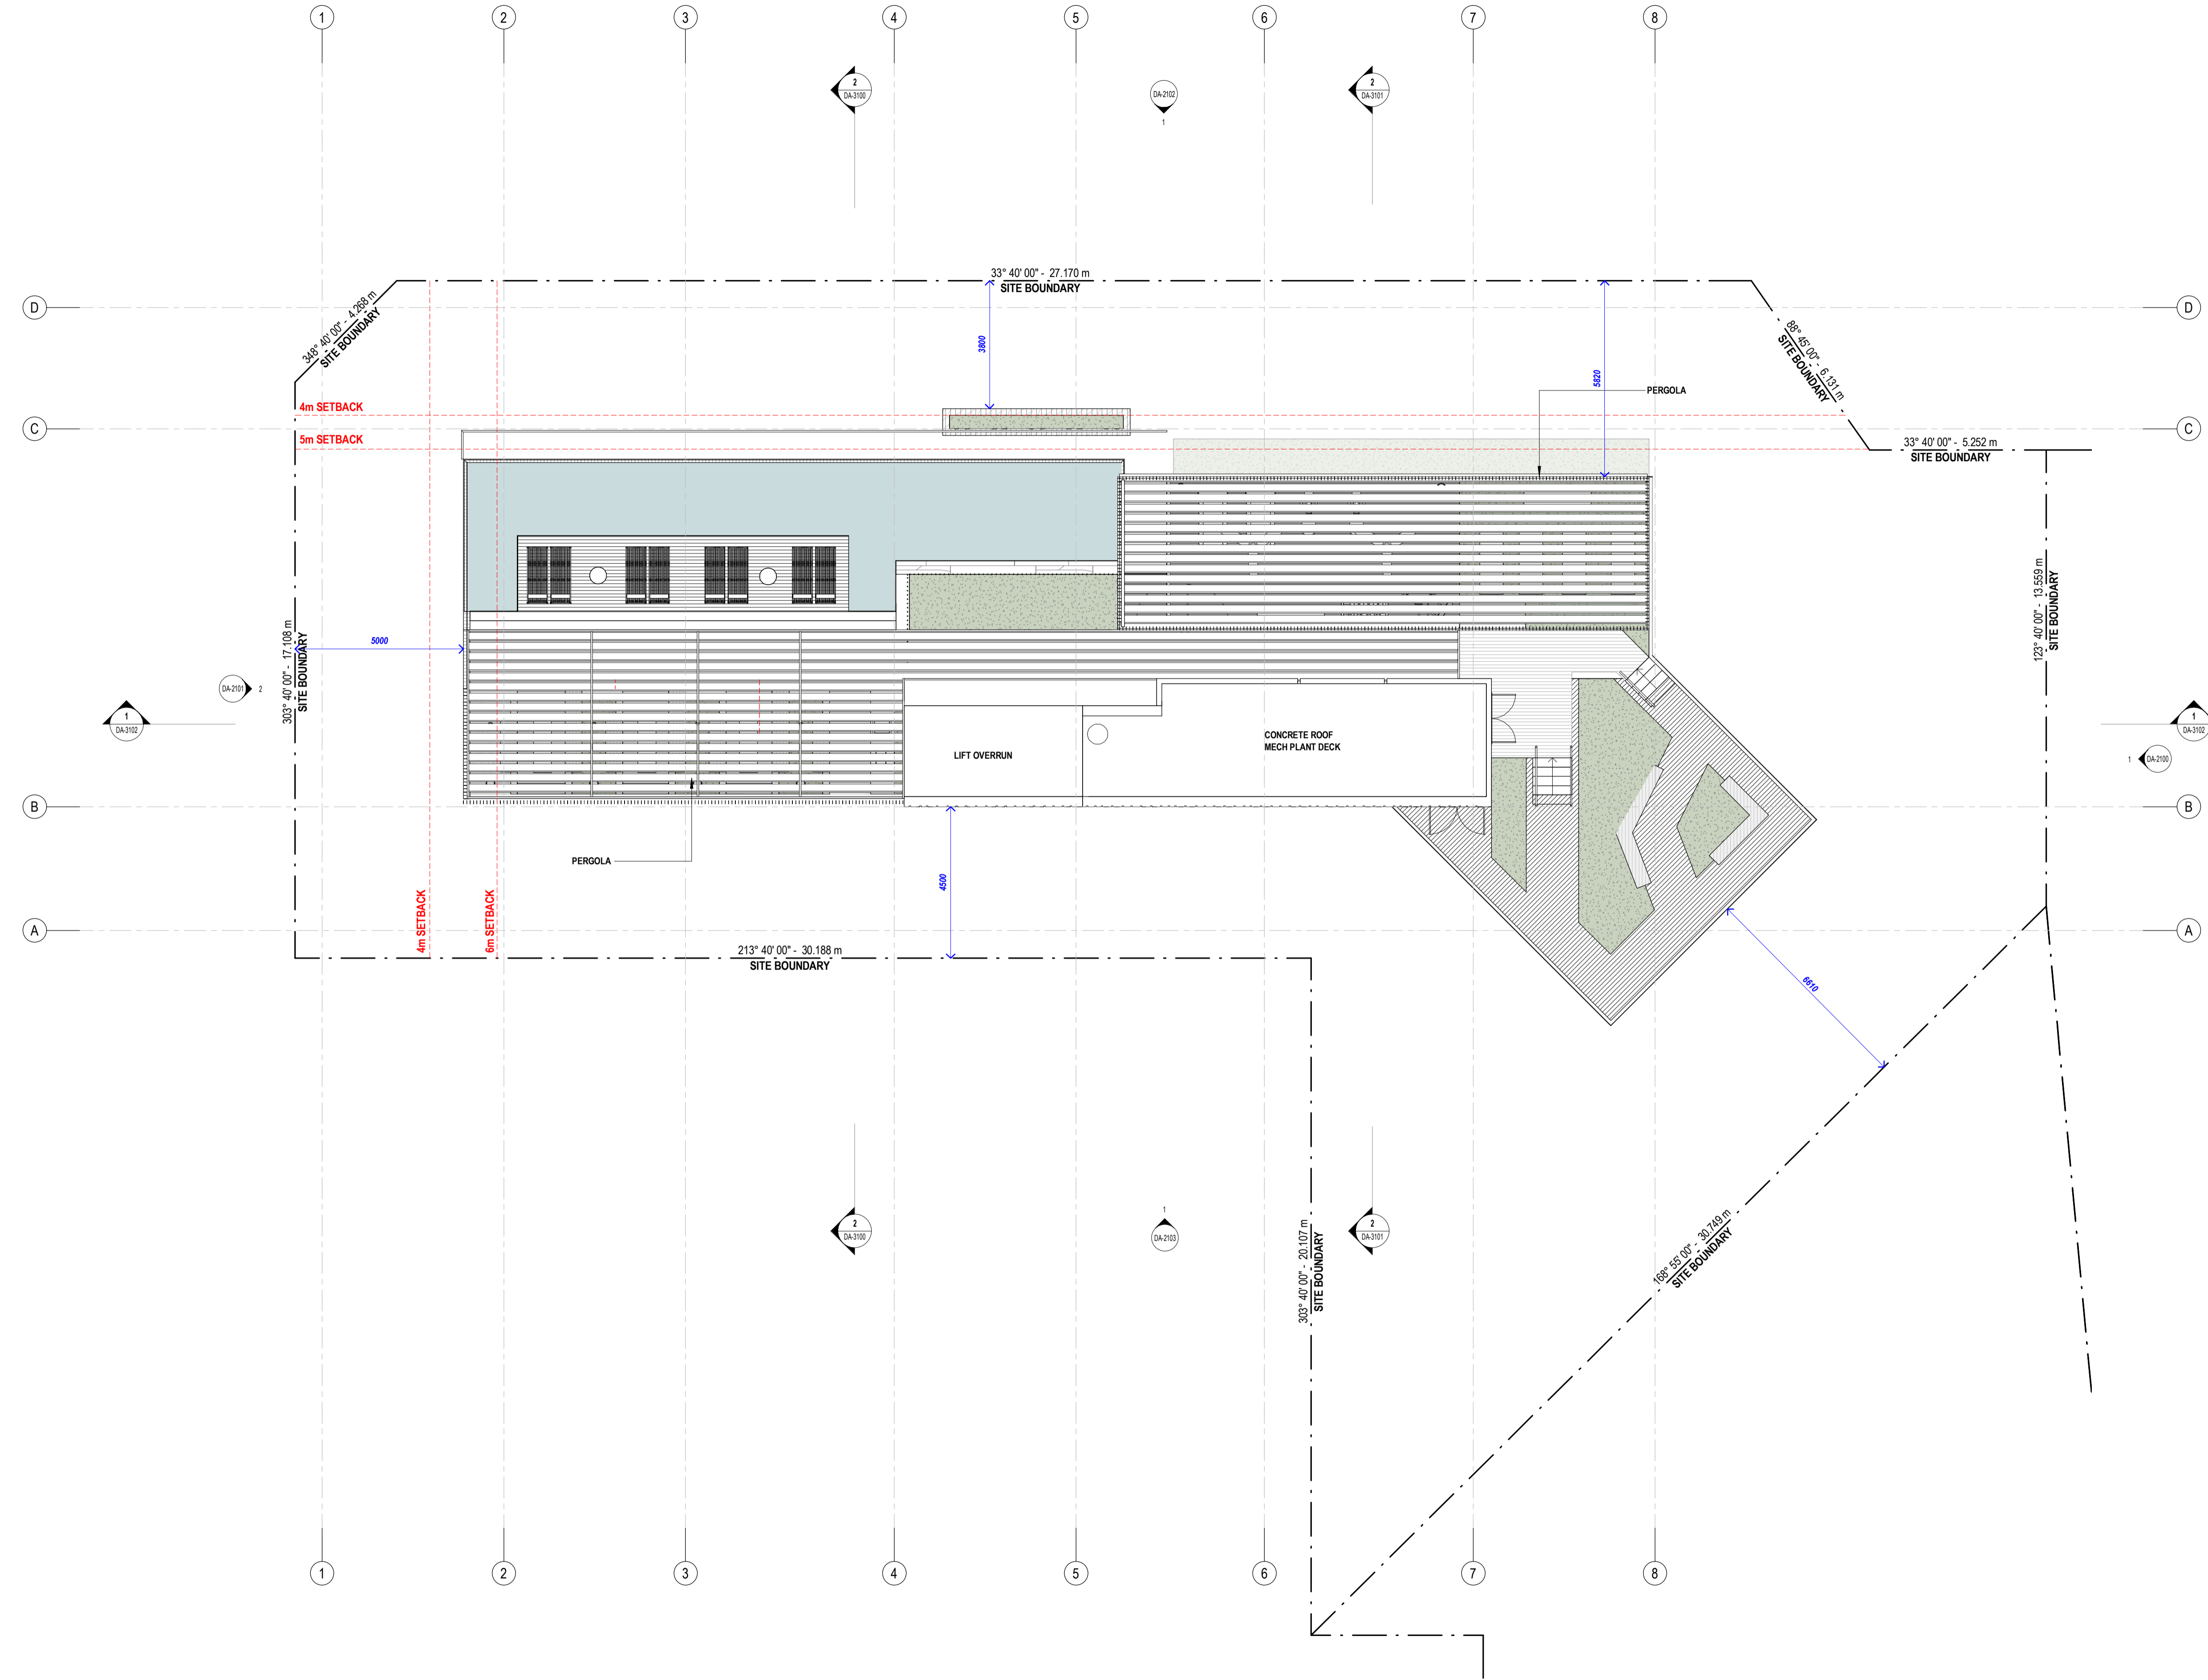 1 2 3 4 5 6 7 8
2
DA-3100
DA-2102
1
2
DA-3101
33° 40' 00" - 27.170 m
SITE BOUNDARY
348° 40' 00" - 4.268 m
SITE BOUNDARY
D
D
3800
5820
88° 45' 00" - 6.131 m
SITE BOUNDARY
PERGOLA
4m SETBACK
C
C
5m SETBACK
33° 40' 00" - 5.252 m
SITE BOUNDARY
303° 40' 00" - 17.108 m
SITE BOUNDARY
5000
123° 40' 00" - 13.559 m
SITE BOUNDARY
DA-2101
2
1
DA-3102
LIFT OVERRUN
CONCRETE ROOF
MECH PLANT DECK
1
DA-3102
1
DA-2100
B
B
PERGOLA
4500
4m SETBACK
6m SETBACK
A
A
213° 40' 00" - 30.188 m
SITE BOUNDARY
6610
2
DA-3100
1
DA-2103
2
DA-3101
303° 40' 00" - 20.107 m
SITE BOUNDARY
168° 55' 00" - 30.749 m
SITE BOUNDARY
1 2 3 4 5 6 7 8